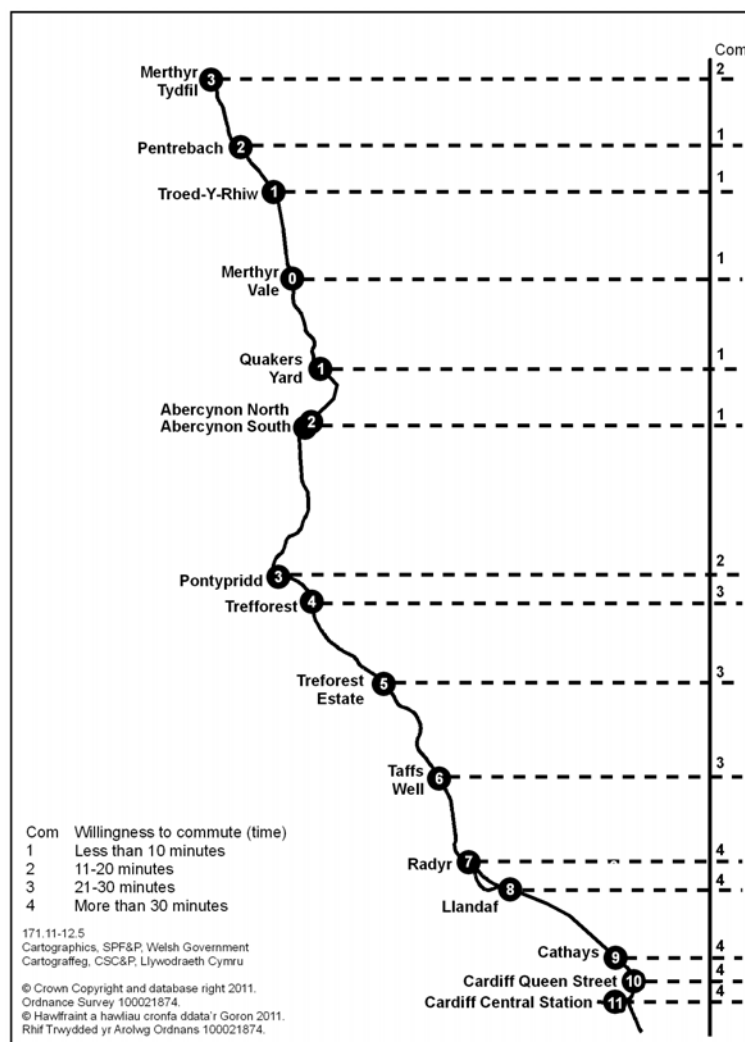 Com
Merthyr
Tydfil
3
2
Pentrebach
2
1
Troed-Y-Rhiw
1
1
Merthyr
Vale
0
1
Quakers
Yard
1
1
Abercynon North
Abercynon South
2
1
Pontypridd
3
2
Trefforest
4
3
Treforest
Estate
5
3
Taffs
Well
6
3
Radyr
7
4
Llandaf
8
4
Cathays
9
4
Cardiff Queen Street
10
4
Cardiff Central Station
11
4
Com Willingness to commute (time)
1 Less than 10 minutes
2 11-20 minutes
3 21-30 minutes
4 More than 30 minutes
171.11-12.5
Cartographics, SPF&P, Welsh Government
Cartograffeg, CSC&P, Llywodraeth Cymru
© Crown Copyright and database right 2011.
Ordnance Survey 100021874.
© Hawlfraint a hawliau cronfa ddata'r Goron 2011.
Rhif Trwydded yr Arolwg Ordnans 100021874.